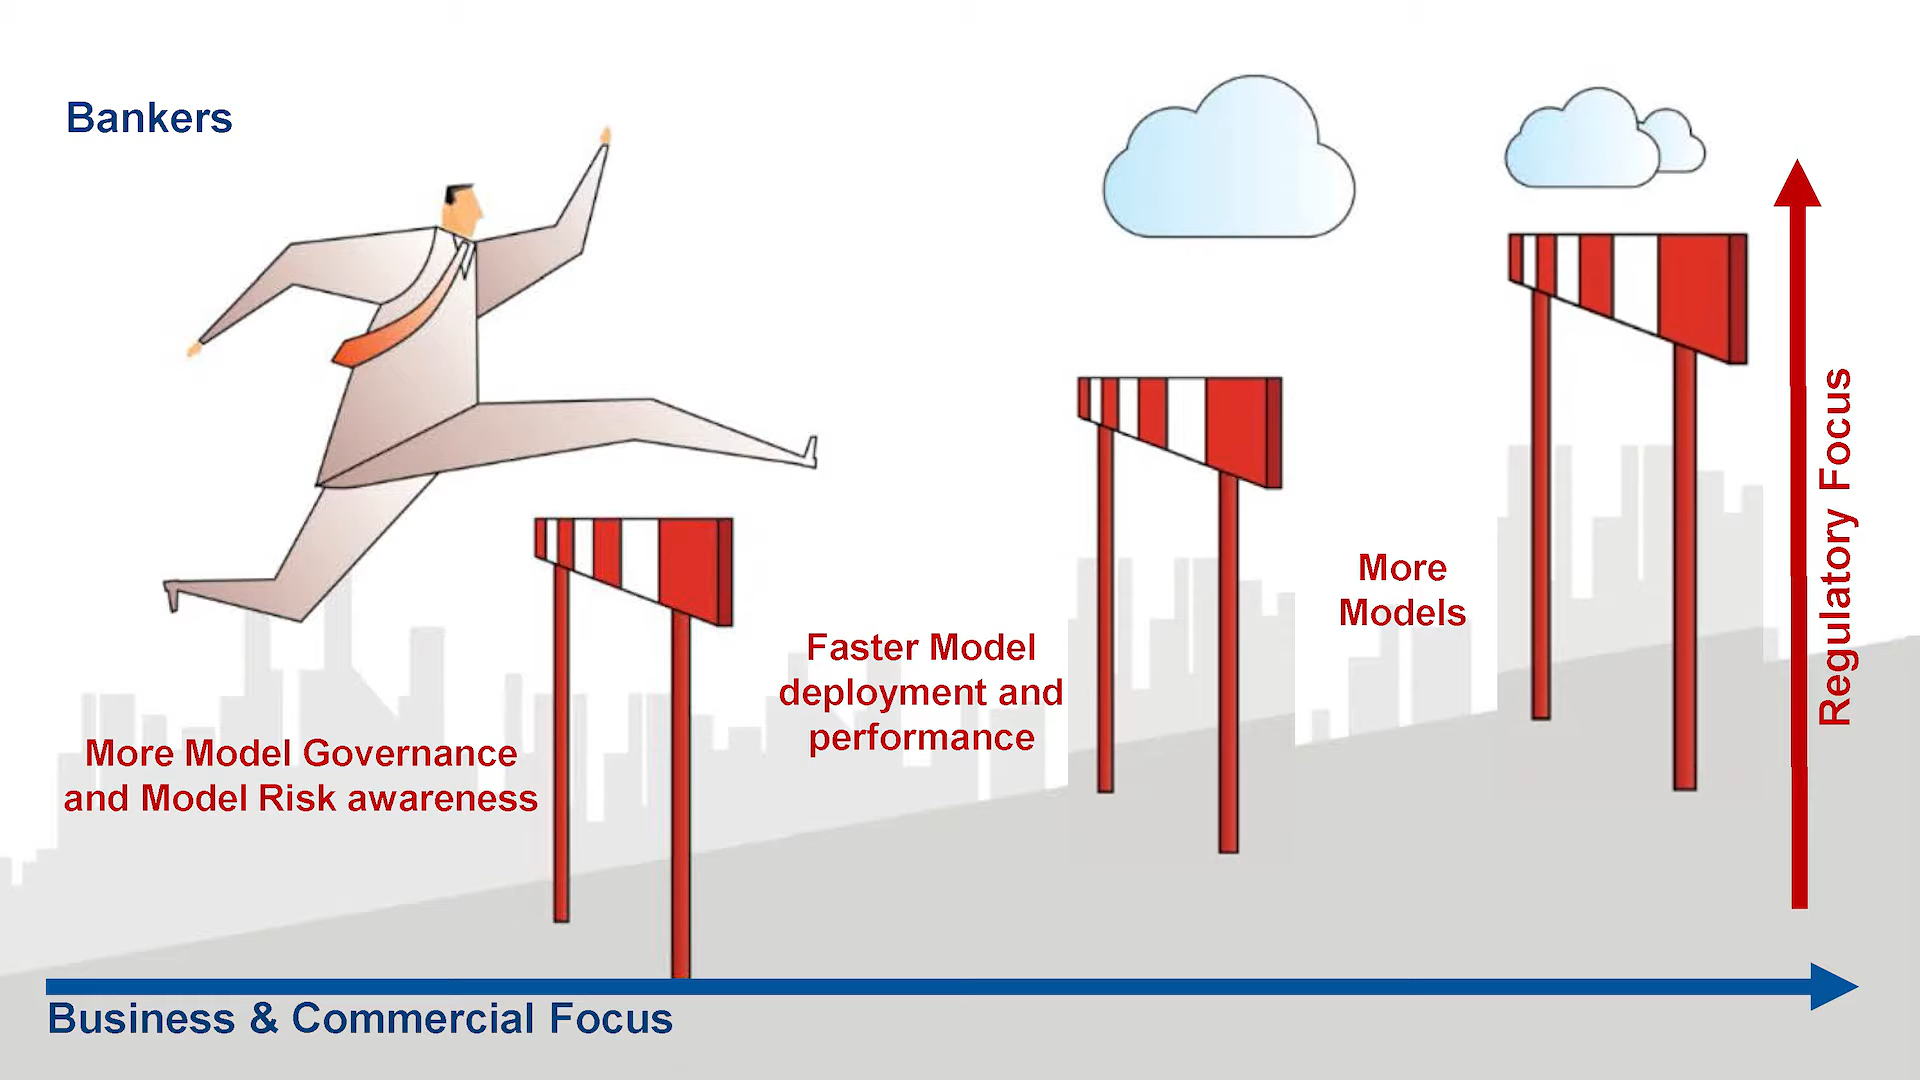 Bankers
More Model Governance
and Model Risk awareness
Faster Model
deployment and
performance
More
Models
Regulatory Focus
Business & Commercial Focus